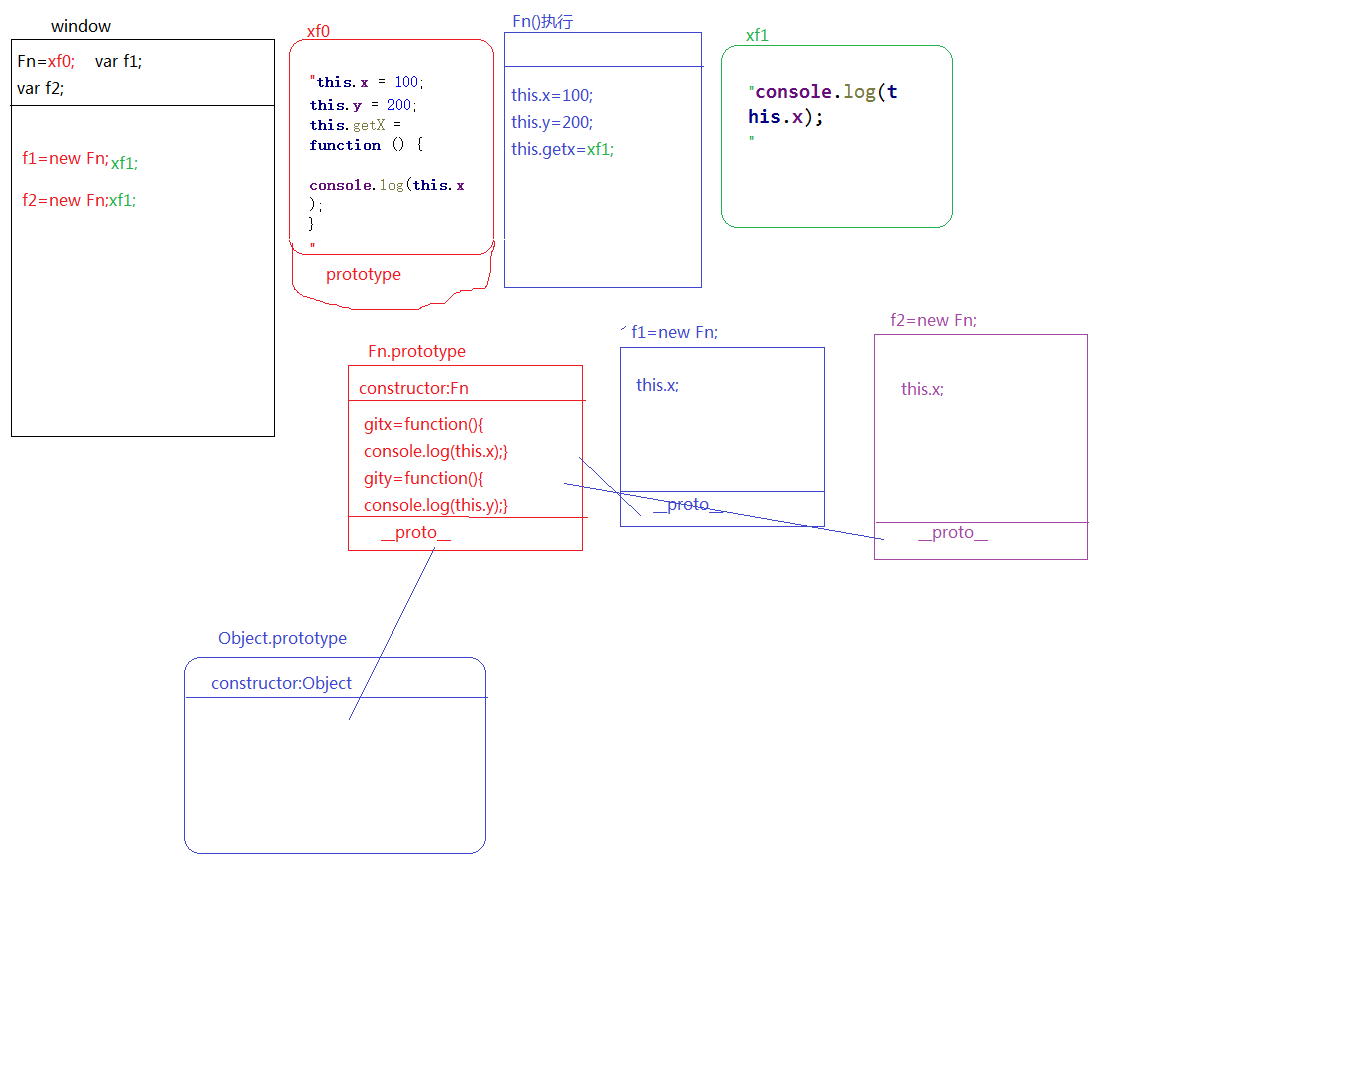 window
Fn=xf0; var f1;
var f2;
f1=new Fn;xf1;
f2=new Fn;xf1;
xf0
"this.x = 100;
this.y = 200;
this.getX =
function () {
console.log(this.x
);
}
"
prototype
Fn()执行
this.x=100;
this.y=200;
this.getx=xf1;
xf1
"console.log(t
his.x);
"
Fn.prototype
constructor:Fn
gitx=function(){
console.log(this.x);}
gity=function(){
console.log(this.y);}
__proto__
f1=new Fn;
this.x;
__proto__
f2=new Fn;
this.x;
__proto__
Object.prototype
constructor:Object